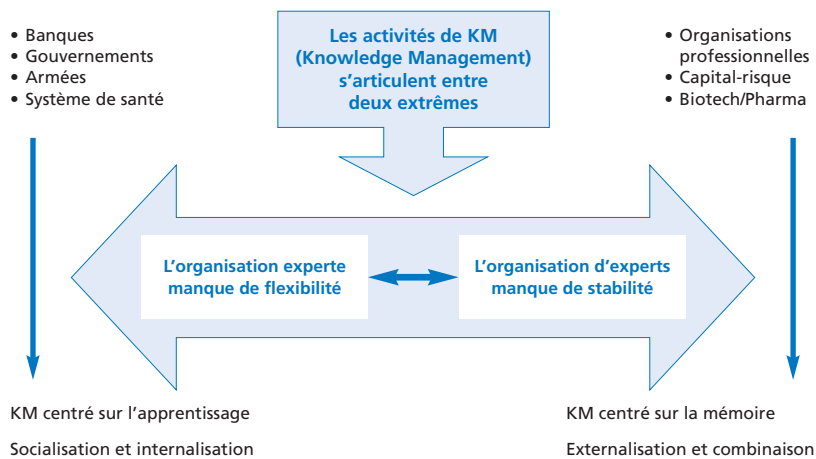 • Banques
• Gouvernements
• Armées
• Système de santé
Les activités de KM
(Knowledge Management)
s'articulent entre
deux extrêmes
• Organisations
professionnelles
• Capital-risque
• Biotech/Pharma
L'organisation experte
manque de flexibilité
L'organisation d'experts
manque de stabilité
KM centré sur l'apprentissage
Socialisation et internalisation
KM centré sur la mémoire
Externalisation et combinaison